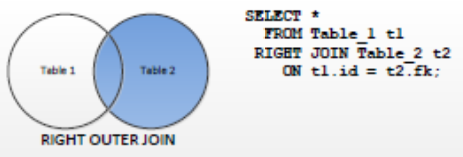 Table 1
Table 2
RIGHT OUTER JOIN
SELECT *
FROM Table_1 t1
RIGHT JOIN Table_2 t2
ON t1.id = t2.fk;